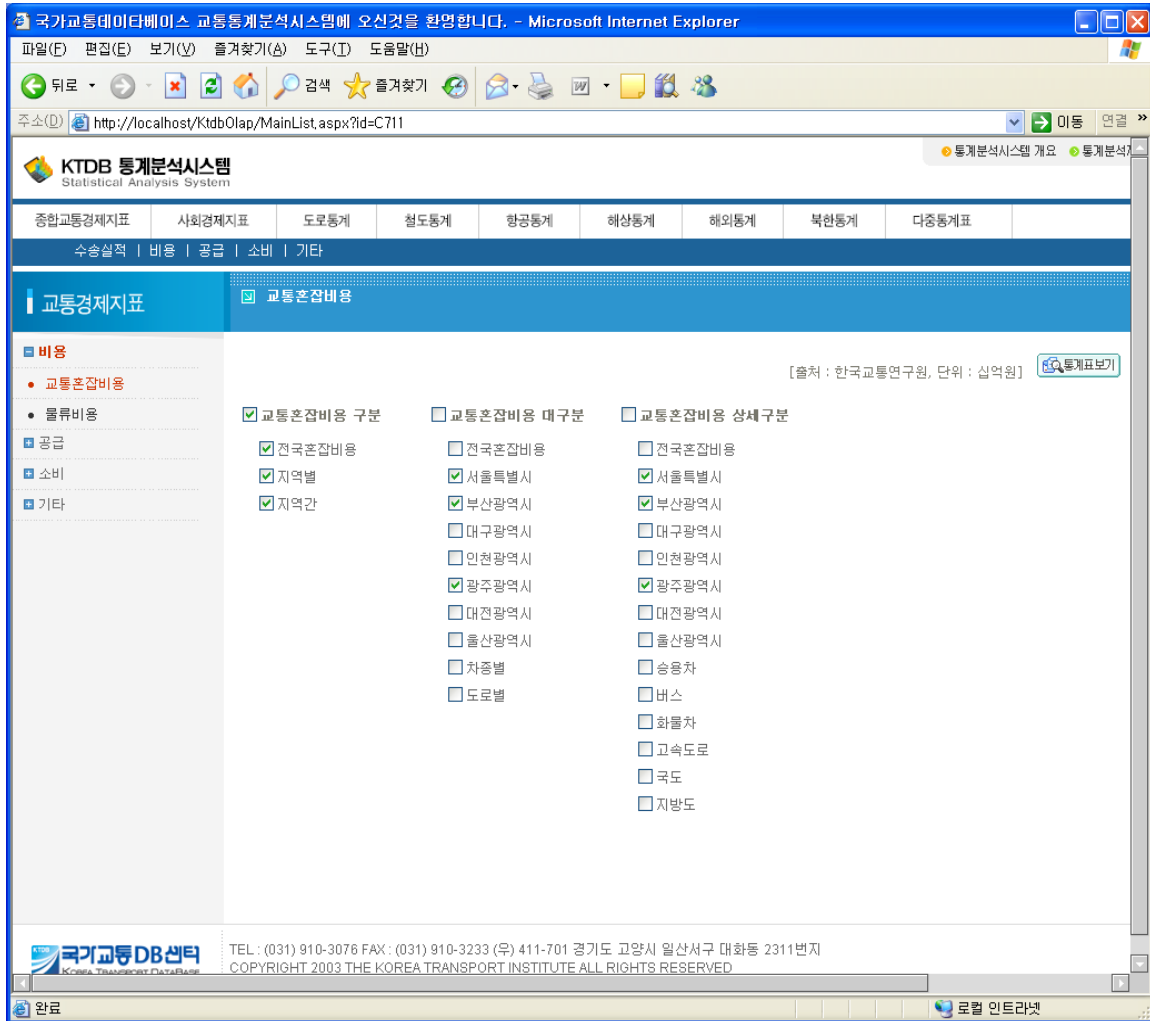 국가교통데이타베이스 교통통계분석시스템에 오신것을 환영합니다. - Microsoft Internet Explorer
파일(F) 편집(E) 보기(V) 즐겨찾기(A) 도구(T) 도움말(H)
뒤로 검색 즐겨찾기
주소(D) http://localhost/KtdbOlap/MainList.aspx?id=C711 이동 연결 »
통계분석시스템 개요 통계분석
KTDB 통계분석시스템
Statistical Analysis System
종합교통경제지표 사회경제지표 도로통계 철도통계 항공통계 해상통계 해외통계 북한통계 다중통계표
수송실적 | 비용 | 공급 | 소비 | 기타
교통경제지표
교통혼잡비용
비용
교통혼잡비용
물류비용
공급
소비
기타
[출처 : 한국교통연구원, 단위 : 십억원] 통계표보기
교통혼잡비용 구분 교통혼잡비용 대구분 교통혼잡비용 상세구분
전국혼잡비용 전국혼잡비용 전국혼잡비용
지역별 서울특별시 서울특별시
지역간 부산광역시 부산광역시
대구광역시 대구광역시
인천광역시 인천광역시
광주광역시 광주광역시
대전광역시 대전광역시
울산광역시 울산광역시
차종별 승용차
도로별 버스
화물차
고속도로
국도
지방도
KTDB 국가교통DB센터
KOREA TRANSPORT DATABASE
TEL : (031) 910-3076 FAX : (031) 910-3233 (우) 411-701 경기도 고양시 일산서구 대화동 2311번지
COPYRIGHT 2003 THE KOREA TRANSPORT INSTITUTE ALL RIGHTS RESERVED
완료 로컬 인트라넷